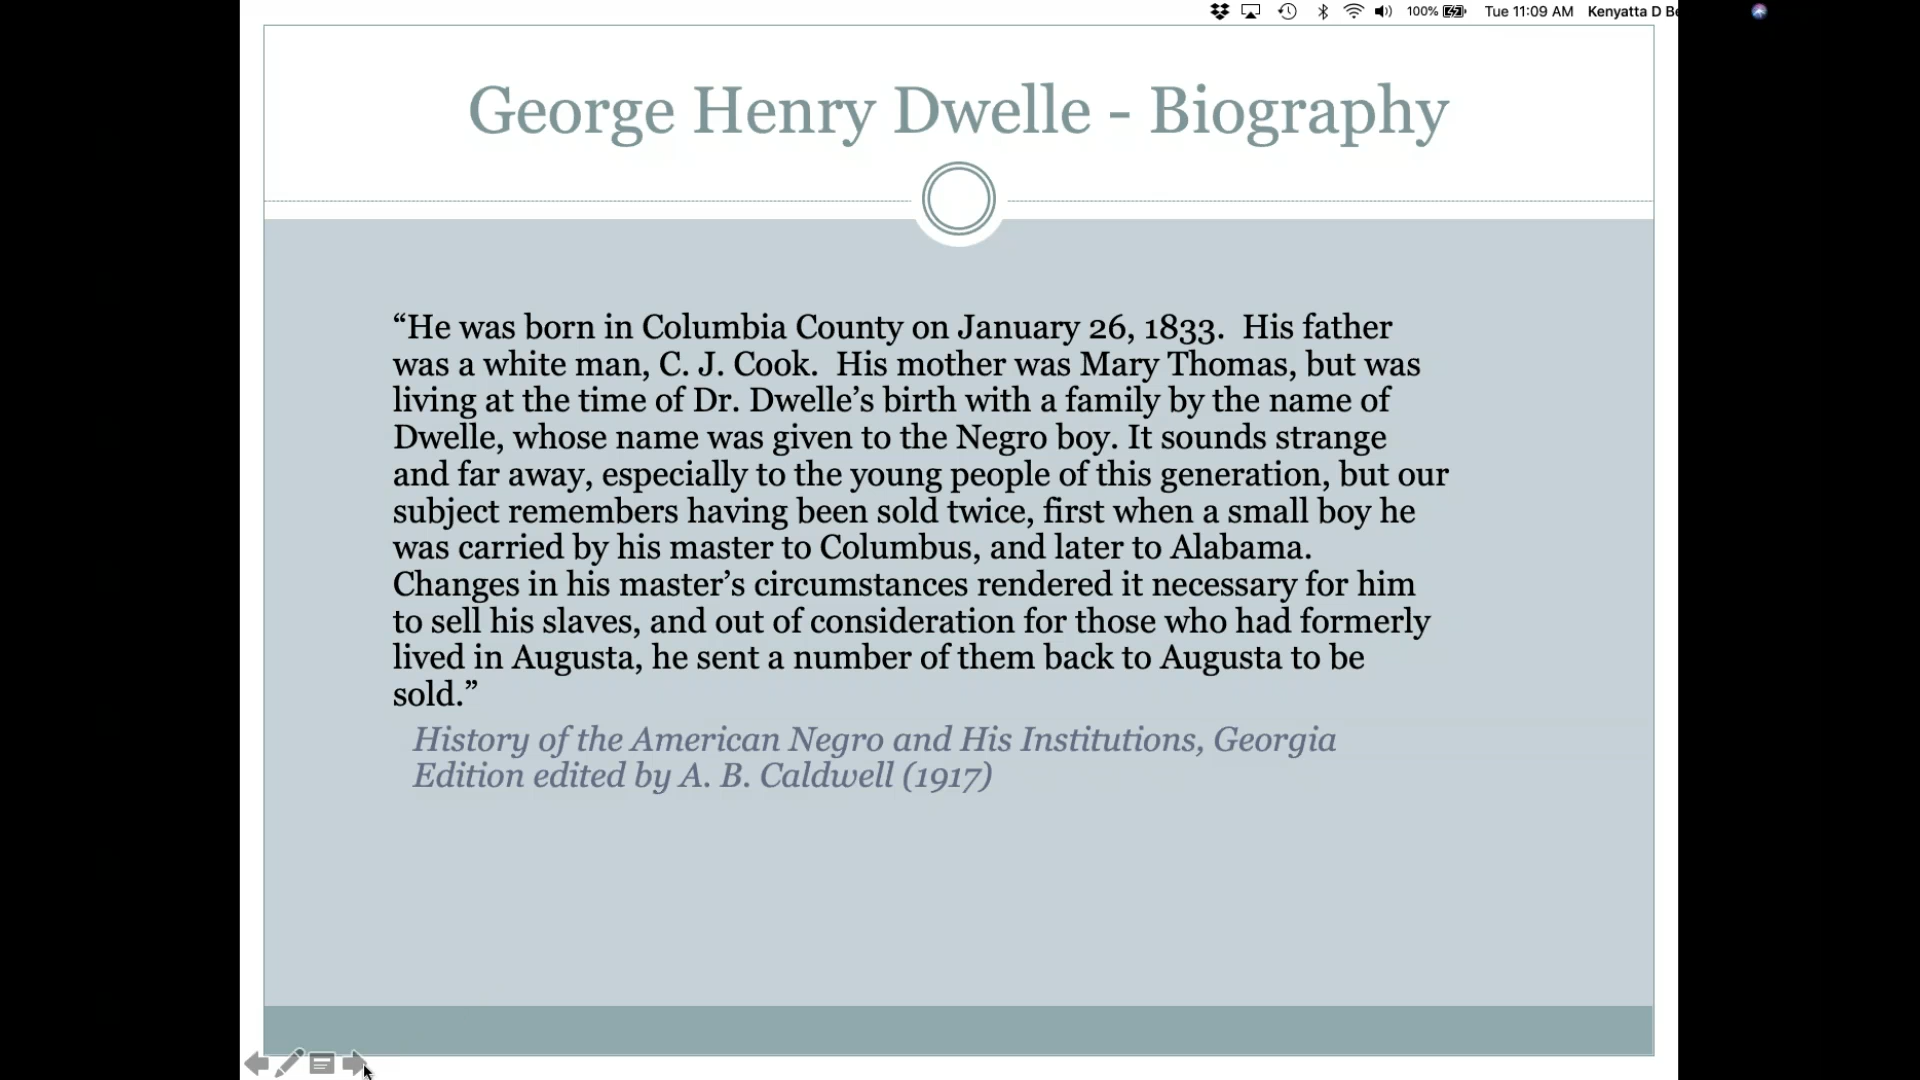 100% Tue 11:09 AM Kenyatta D Be
George Henry Dwelle - Biography
“He was born in Columbia County on January 26, 1833.  His father
was a white man, C. J. Cook.  His mother was Mary Thomas, but was
living at the time of Dr. Dwelle’s birth with a family by the name of
Dwelle, whose name was given to the Negro boy. It sounds strange
and far away, especially to the young people of this generation, but our
subject remembers having been sold twice, first when a small boy he
was carried by his master to Columbus, and later to Alabama.
Changes in his master’s circumstances rendered it necessary for him
to sell his slaves, and out of consideration for those who had formerly
lived in Augusta, he sent a number of them back to Augusta to be
sold.”
History of the American Negro and His Institutions, Georgia
Edition edited by A. B. Caldwell (1917)